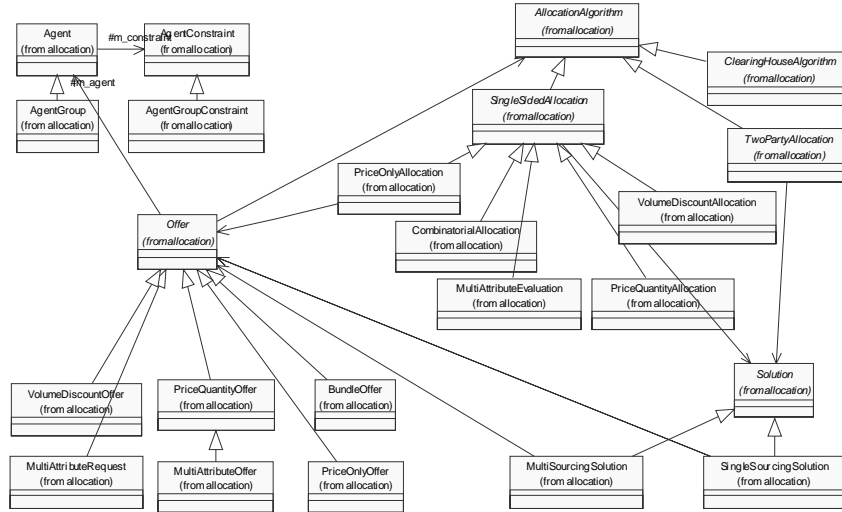 Agent
(from allocation)
#m_constraint
AgentConstraint
(from allocation)
#m_agent
AgentGroup
(from allocation)
AgentGroupConstraint
(from allocation)
AllocationAlgorithm
(fromallocation)
ClearingHouseAlgorithm
(fromallocation)
SingleSidedAllocation
(fromallocation)
TwoPartyAllocation
(fromallocation)
PriceOnlyAllocation
(from allocation)
VolumeDiscountAllocation
(from allocation)
Offer
(fromallocation)
CombinatorialAllocation
(from allocation)
MultiAttributeEvaluation
(from allocation)
PriceQuantityAllocation
(from allocation)
VolumeDiscountOffer
(from allocation)
PriceQuantityOffer
(from allocation)
BundleOffer
(from allocation)
Solution
(fromallocation)
MultiAttributeRequest
(from allocation)
MultiAttributeOffer
(from allocation)
PriceOnlyOffer
(from allocation)
MultiSourcingSolution
(from allocation)
SingleSourcingSolution
(from allocation)